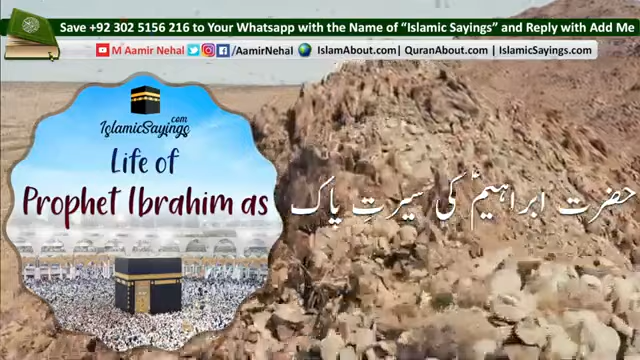 Save +92 302 5156 216 to Your Whatsapp with the Name of “Islamic Sayings” and Reply with Add Me
M Aamir Nehal /AamirNehal IslamAbout.com| QuranAbout.com | IslamicSayings.com
IslamicSayings.com
Life of
Prophet Ibrahim as
حضرت ابراہیمؑ کی سیرت پاک